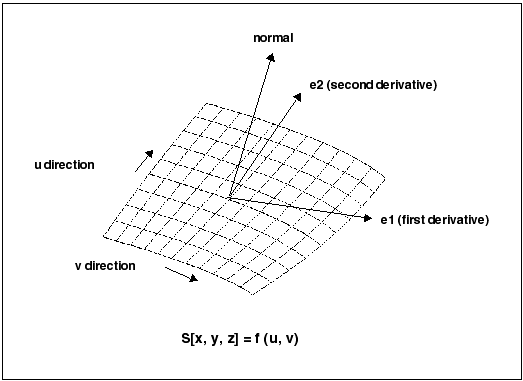 normal
e2 (second derivative)
u direction
e1 (first derivative)
v direction
S[x, y, z] = f (u, v)